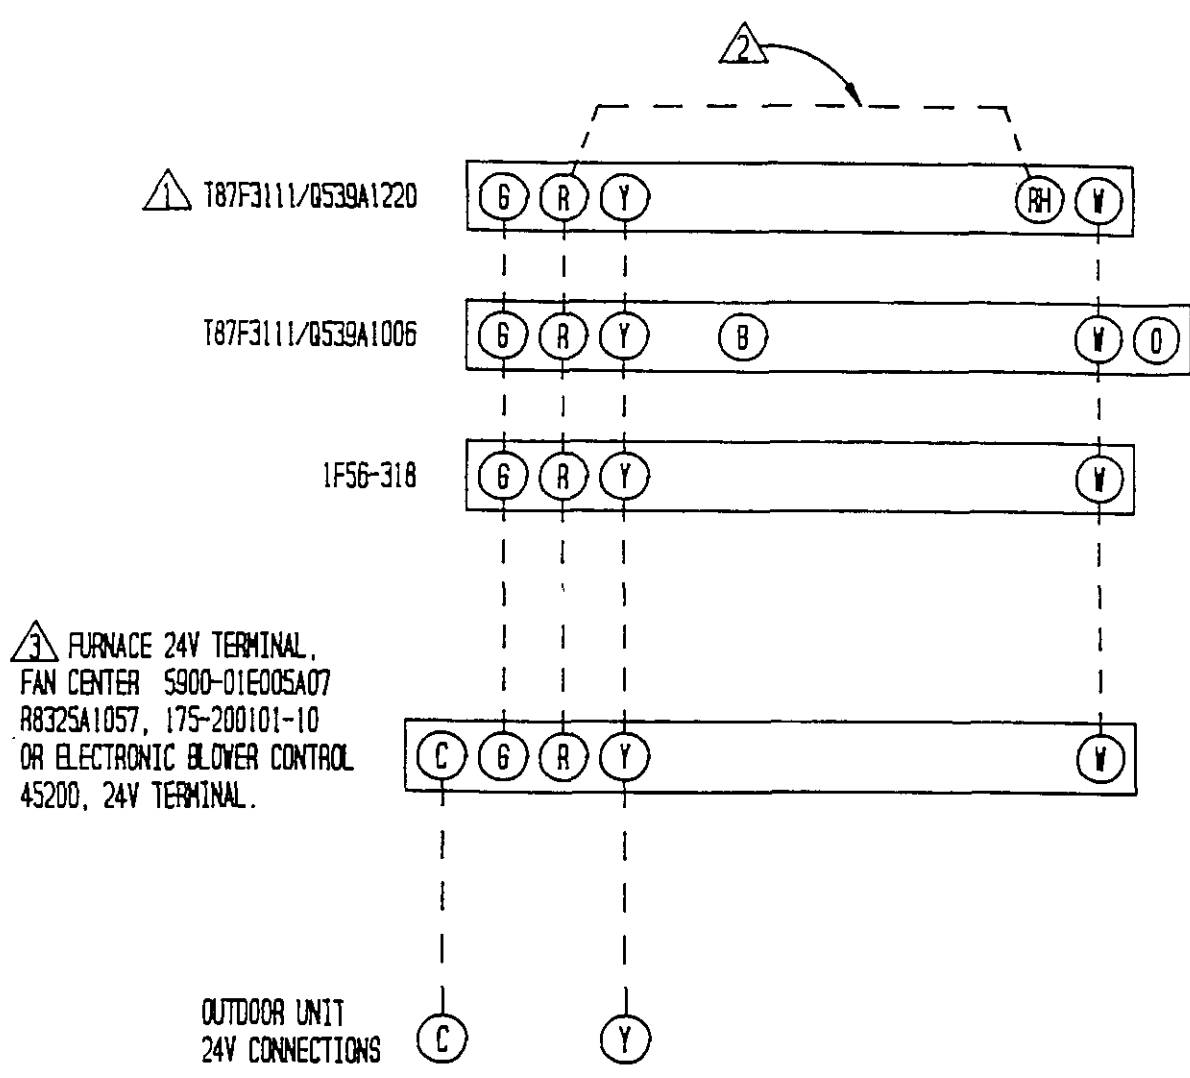 2
1 T87F3111/Q539A1220
G R Y RH W
T87F3111/Q539A1006
G R Y B W O
1F56-318
G R Y W
3 FURNACE 24V TERMINAL,
FAN CENTER S900-01E005A07
R8325A1057, 175-200101-10
OR ELECTRONIC BLOWER CONTROL
45200, 24V TERMINAL.
C G R Y W
OUTDOOR UNIT
24V CONNECTIONS
C Y